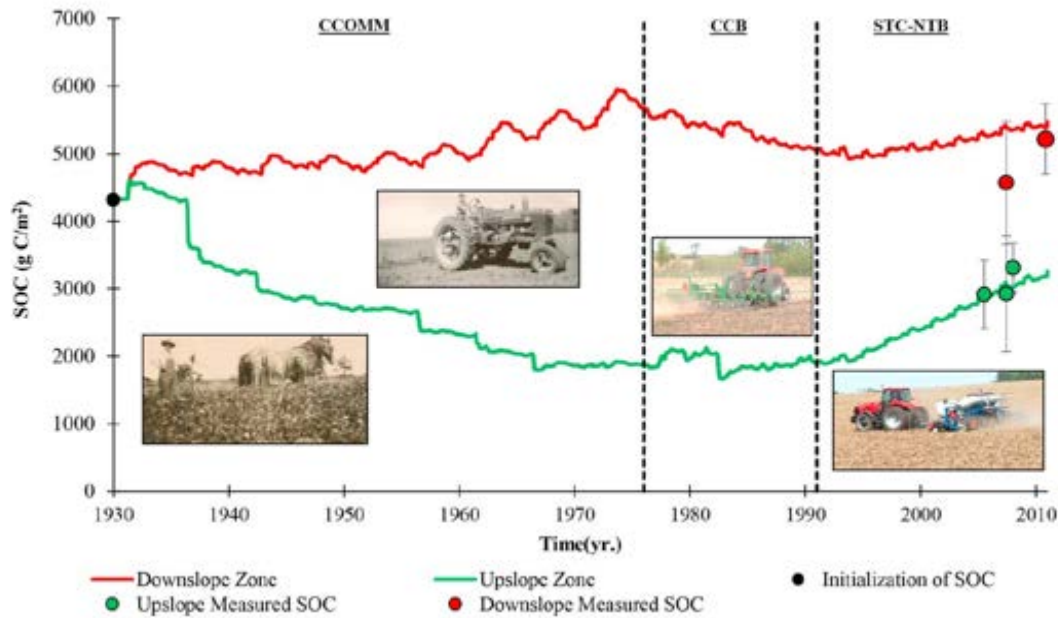 CCOMM CCB STC-NTB
7000
6000
5000
4000
3000
2000
1000
0
SOC (g C/m²)
1930 1940 1950 1960 1970 1980 1990 2000 2010
Time(yr.)
Downslope Zone Upslope Zone Initialization of SOC
Upslope Measured SOC Downslope Measured SOC